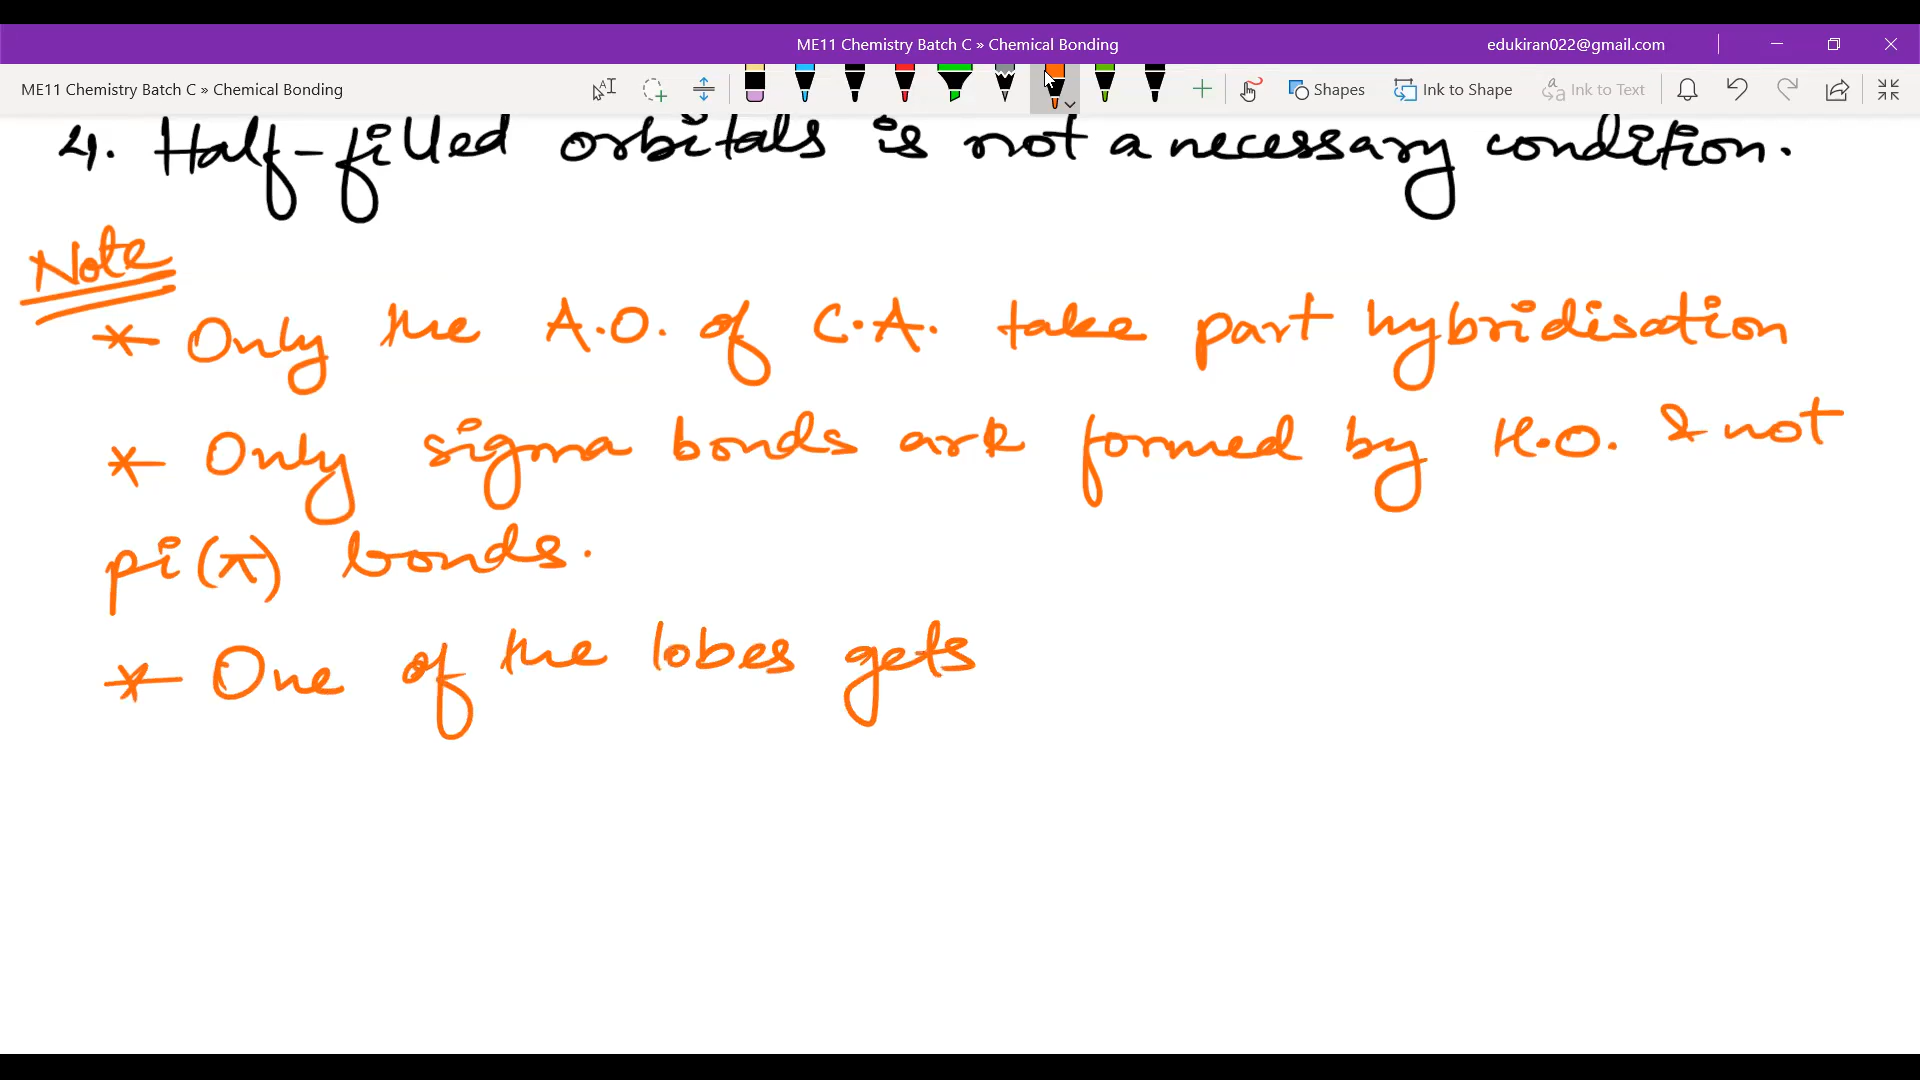 ME11 Chemistry Batch C » Chemical Bonding
edukiran022@gmail.com
ME11 Chemistry Batch C » Chemical Bonding
Shapes
Ink to Shape
Ink to Text
4. Half-filled orbitals is not a necessary condition.
Note
* Only the A.O. of C.A. take part hybridisation
* Only sigma bonds are formed by H.O. & not
pi(π) bonds.
* One of the lobes gets